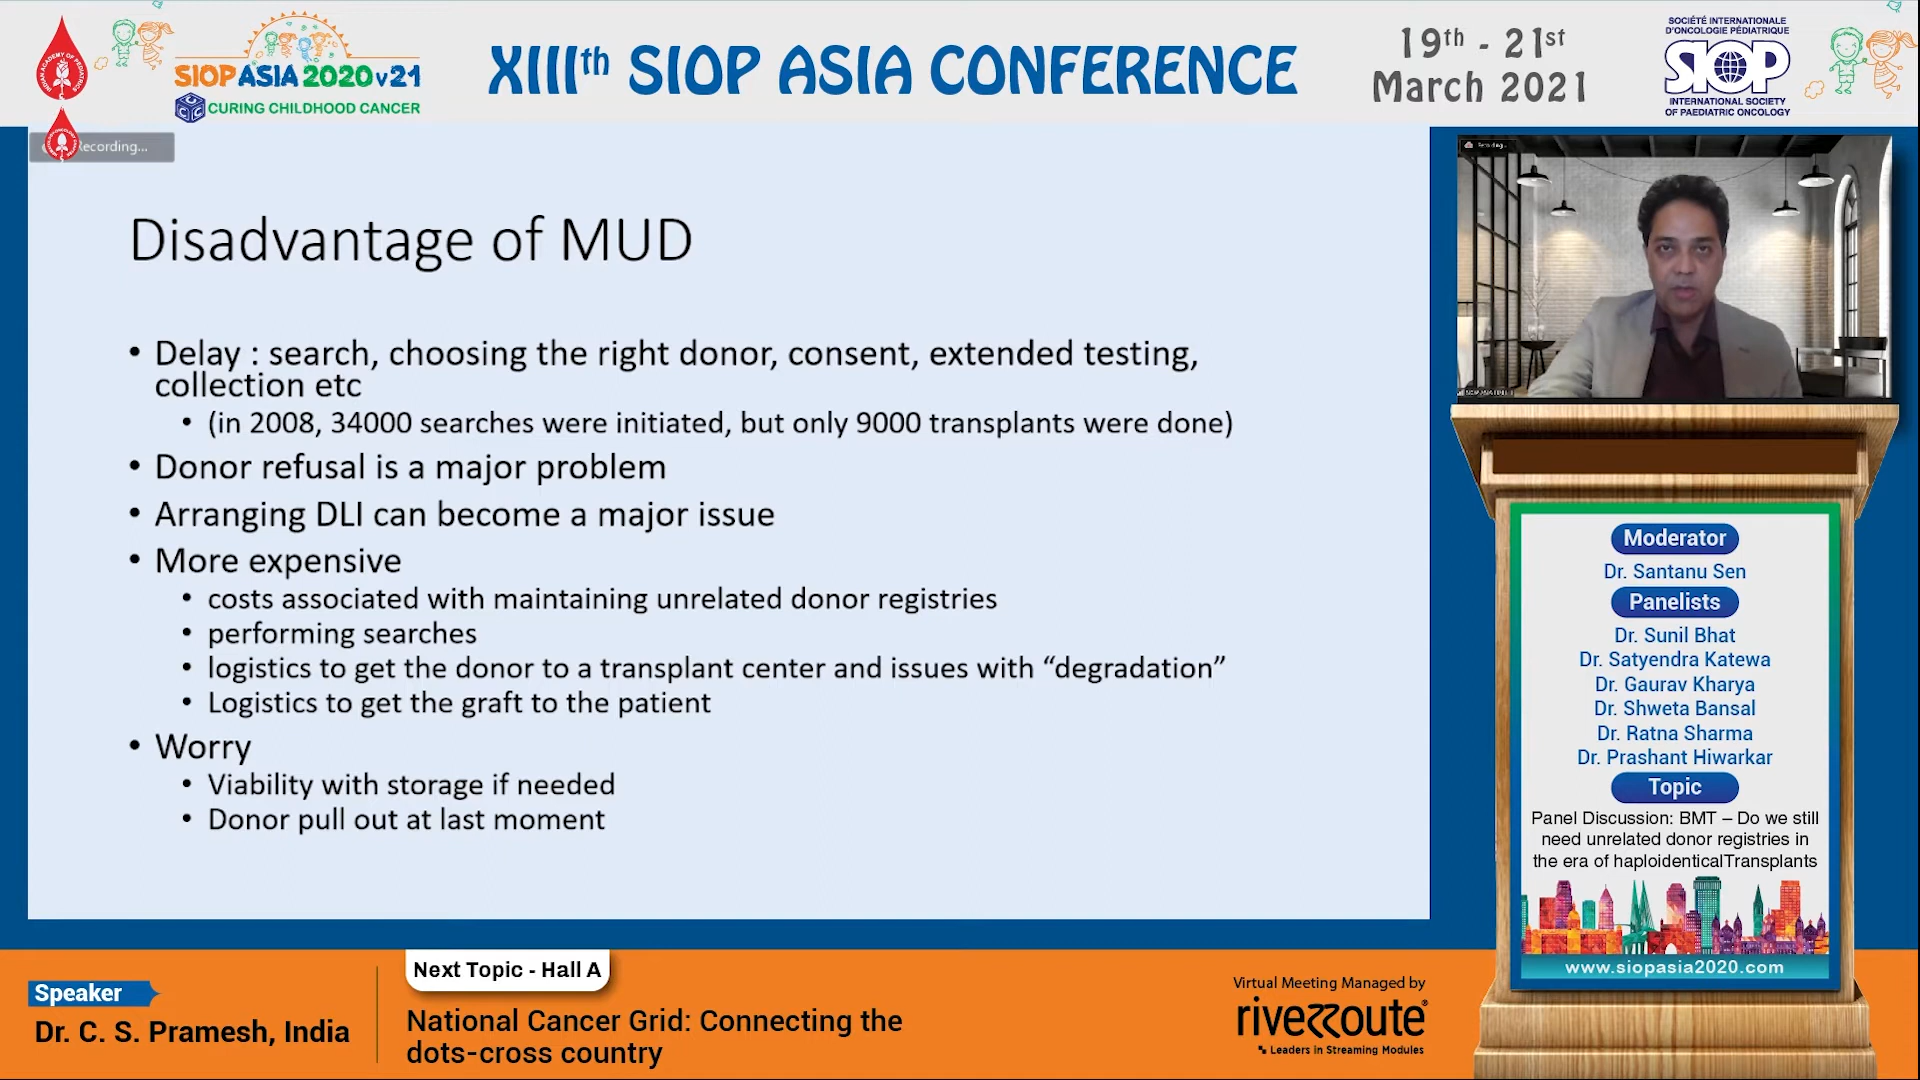 INDIAN ACADEMY OF PEDIATRICS
SIOP ASIA 2020 v21
CURING CHILDHOOD CANCER
XIIIth SIOP ASIA CONFERENCE
19th - 21st
March 2021
SOCIÉTÉ INTERNATIONALE
D'ONCOLOGIE PÉDIATRIQUE
SIOP
INTERNATIONAL SOCIETY
OF PAEDIATRIC ONCOLOGY
Recording...
Recording...
Disadvantage of MUD
• Delay : search, choosing the right donor, consent, extended testing,
collection etc
• (in 2008, 34000 searches were initiated, but only 9000 transplants were done)
• Donor refusal is a major problem
• Arranging DLI can become a major issue
• More expensive
• costs associated with maintaining unrelated donor registries
• performing searches
• logistics to get the donor to a transplant center and issues with “degradation”
• Logistics to get the graft to the patient
• Worry
• Viability with storage if needed
• Donor pull out at last moment
Moderator
Dr. Santanu Sen
Panelists
Dr. Sunil Bhat
Dr. Satyendra Katewa
Dr. Gaurav Kharya
Dr. Shweta Bansal
Dr. Ratna Sharma
Dr. Prashant Hiwarkar
Topic
Panel Discussion: BMT – Do we still
need unrelated donor registries in
the era of haploidenticalTransplants
www.siopasia2020.com
Speaker
Dr. C. S. Pramesh, India
Next Topic - Hall A
National Cancer Grid: Connecting the
dots-cross country
Virtual Meeting Managed by
riveRRoute®
Leaders in Streaming Modules